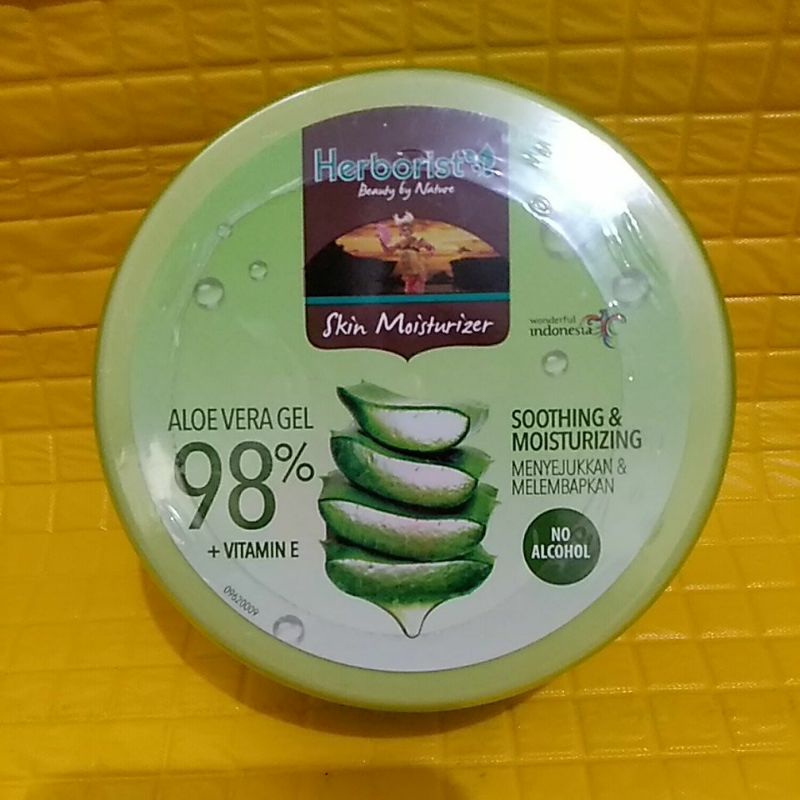 Herborist
Beauty by Nature
Skin Moisturizer
wonderful
indonesia
ALOE VERA GEL
98%
+ VITAMIN E
SOOTHING &
MOISTURIZING
MENYEJUKKAN &
MELEMBAPKAN
NO
ALCOHOL
09620009